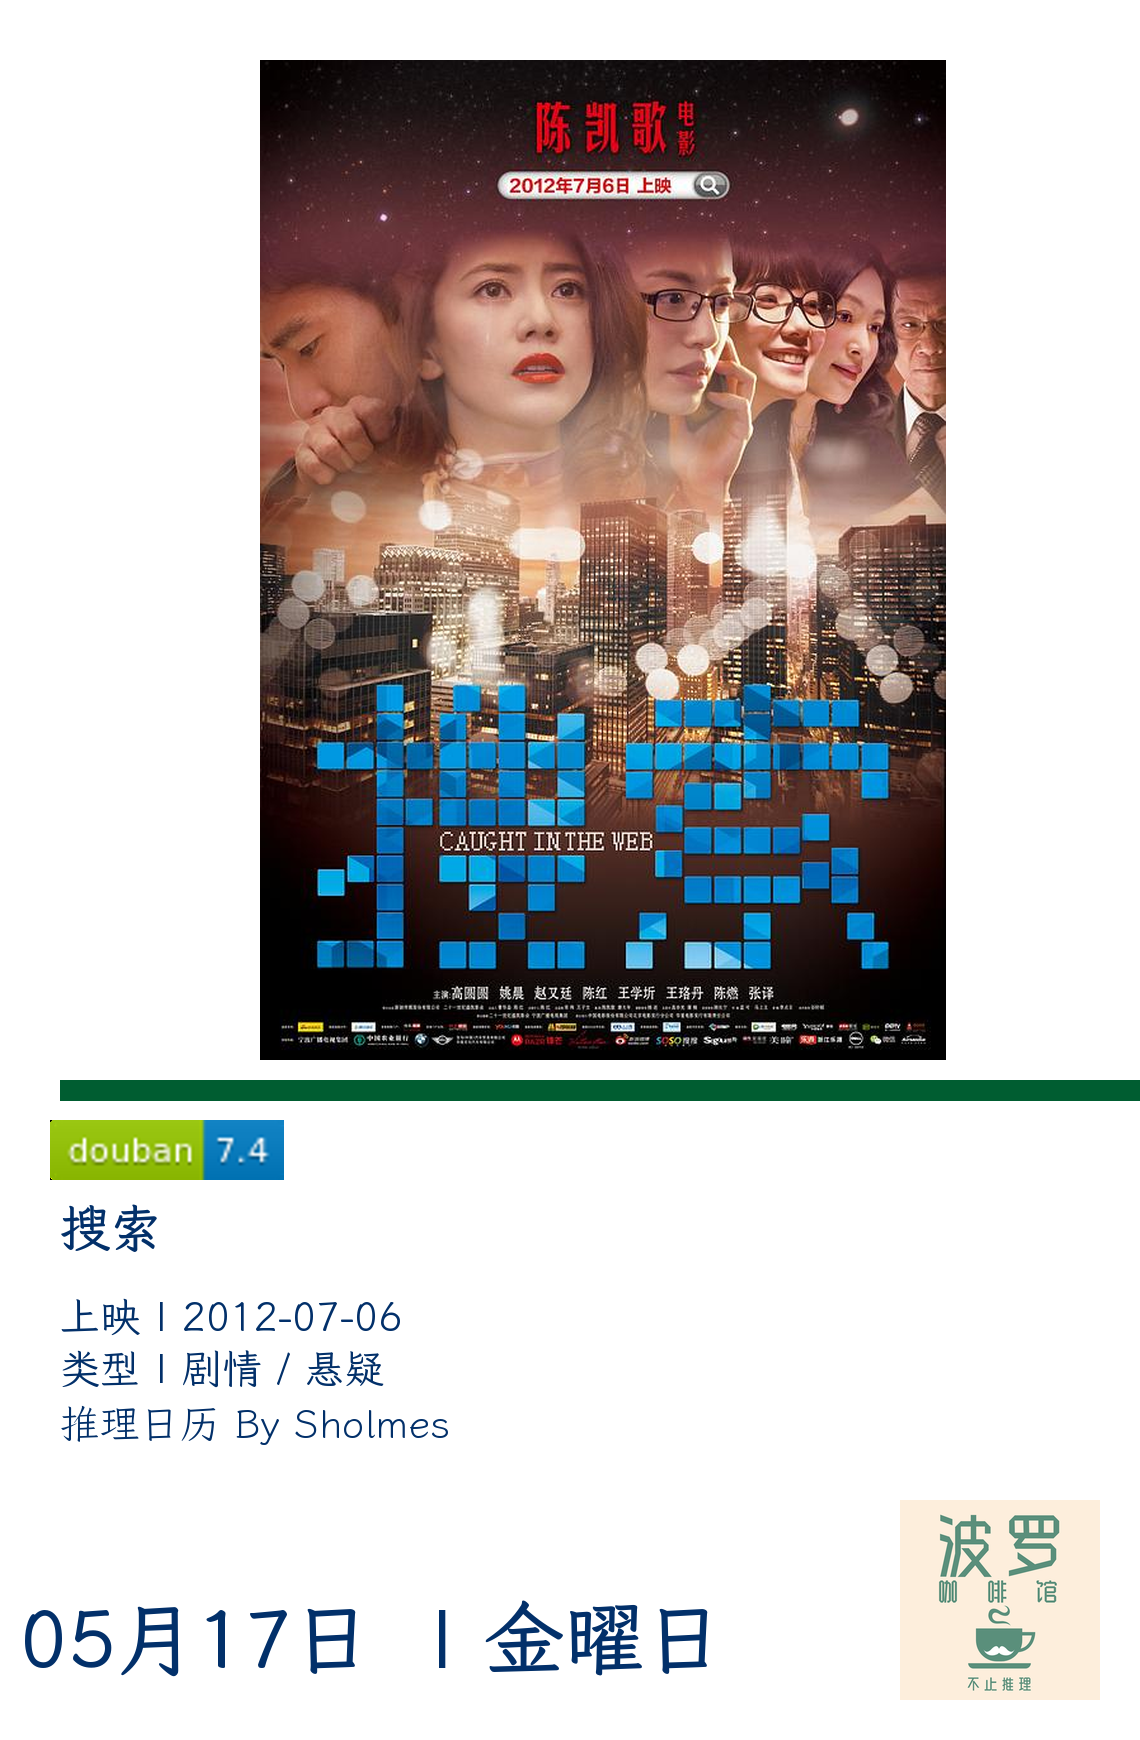 陈凯歌 电影
2012年7月6日 上映
搜索
CAUGHT IN THE WEB
主演:高圆圆 姚晨 赵又廷 陈红 王学圻 王珞丹 陈燃 张译
douban 7.4
搜索
上映 | 2012-07-06
类型 | 剧情 / 悬疑
推理日历 By Sholmes
波罗
咖啡馆
不止推理
05月17日 | 金曜日